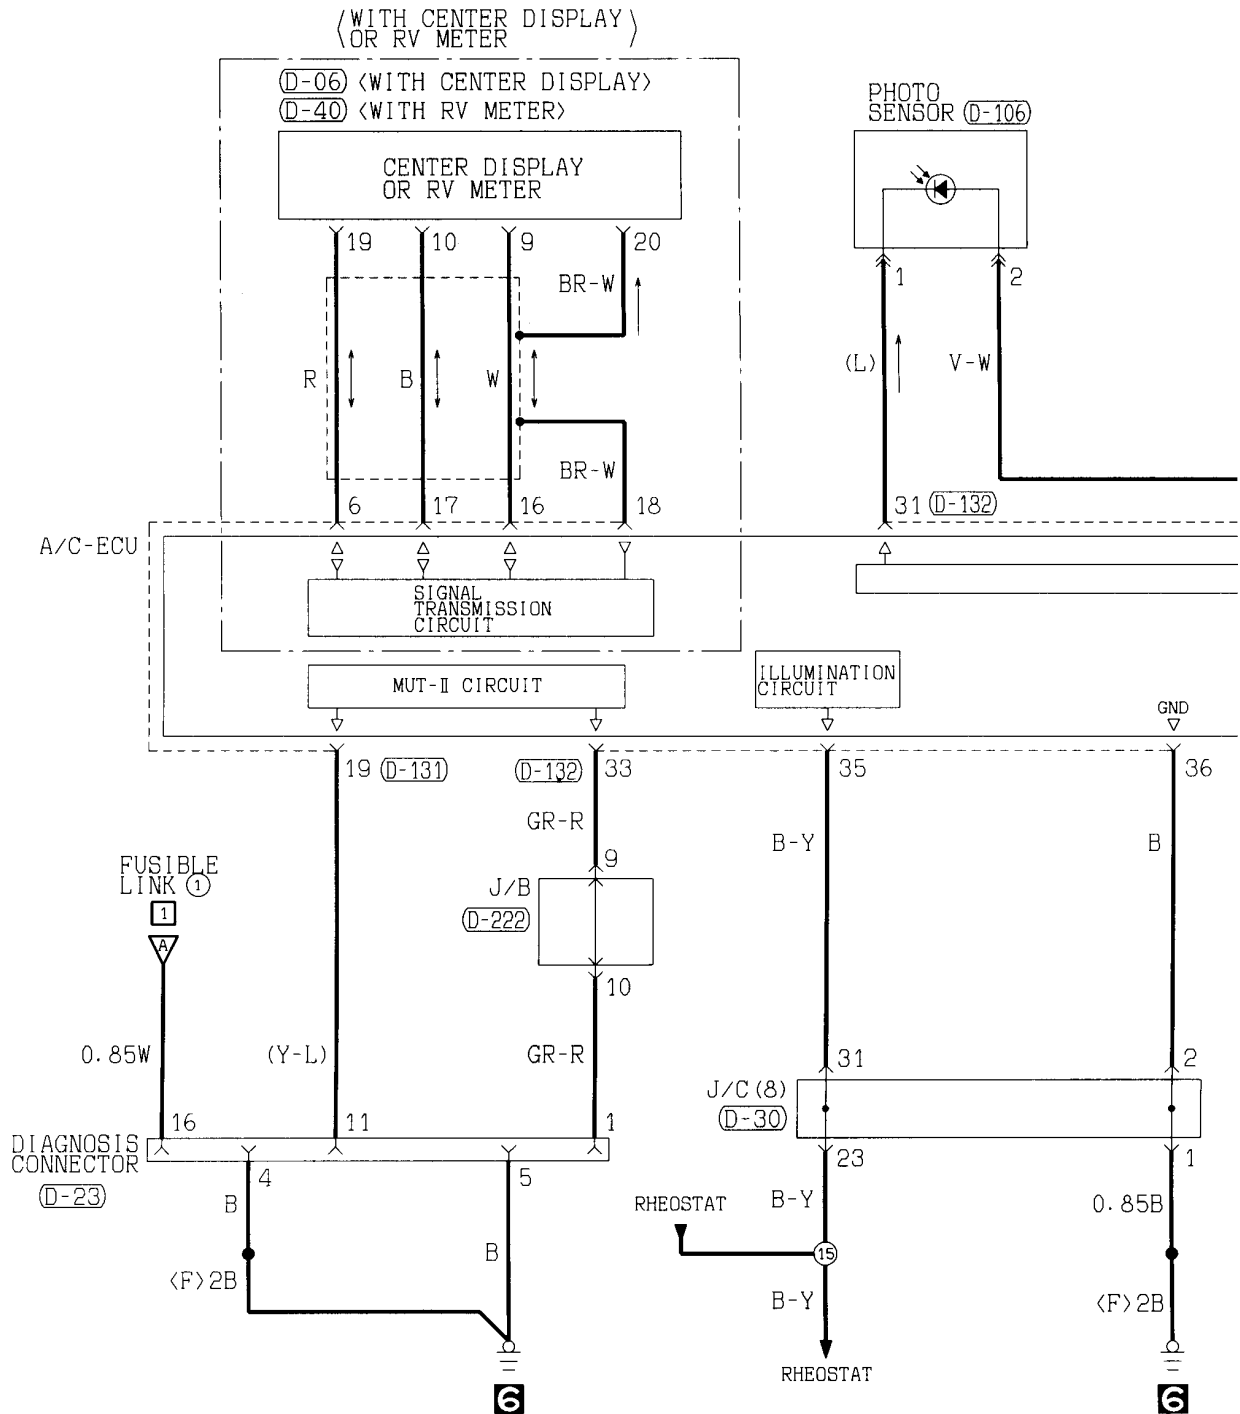 〈WITH CENTER DISPLAY
OR RV METER〉
(D-06) 〈WITH CENTER DISPLAY〉
(D-40) 〈WITH RV METER〉
CENTER DISPLAY
OR RV METER
PHOTO
SENSOR (D-106)
19 10 9 20
1 2
BR-W
R B W
(L) V-W
BR-W
6 17 16 18
31 (D-132)
A/C-ECU
SIGNAL
TRANSMISSION
CIRCUIT
MUT-Ⅱ CIRCUIT
ILLUMINATION
CIRCUIT
GND
19 (D-131) (D-132) 33 35 36
GR-R B-Y B
FUSIBLE
LINK ①
1
A
9
J/B
(D-222)
10
0.85W (Y-L) GR-R
31 2
J/C(8)
(D-30)
16 11 1
DIAGNOSIS
CONNECTOR
(D-23)
4 5 23 1
B B B-Y 0.85B
RHEOSTAT
15
〈F〉2B B-Y 〈F〉2B
RHEOSTAT
6 6